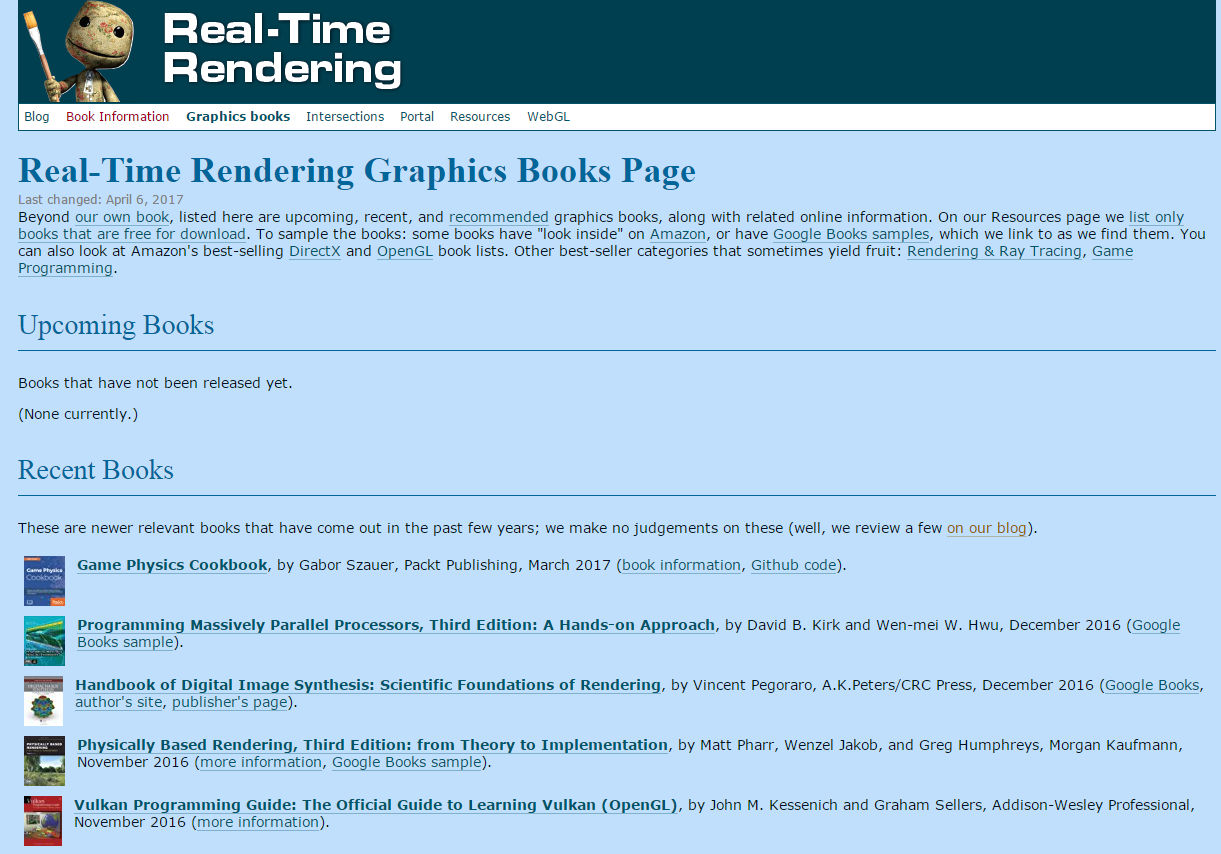 Real-Time
Rendering
Blog Book Information Graphics books Intersections Portal Resources WebGL
Real-Time Rendering Graphics Books Page
Last changed: April 6, 2017
Beyond our own book, listed here are upcoming, recent, and recommended graphics books, along with related online information. On our Resources page we list only
books that are free for download. To sample the books: some books have "look inside" on Amazon, or have Google Books samples, which we link to as we find them. You
can also look at Amazon's best-selling DirectX and OpenGL book lists. Other best-seller categories that sometimes yield fruit: Rendering & Ray Tracing, Game
Programming.
Upcoming Books
Books that have not been released yet.
(None currently.)
Recent Books
These are newer relevant books that have come out in the past few years; we make no judgements on these (well, we review a few on our blog).
Game Physics
Cookbook
Game Physics Cookbook, by Gabor Szauer, Packt Publishing, March 2017 (book information, Github code).
Programming Massively Parallel Processors, Third Edition: A Hands-on Approach, by David B. Kirk and Wen-mei W. Hwu, December 2016 (Google
Books sample).
Handbook of Digital Image Synthesis: Scientific Foundations of Rendering, by Vincent Pegoraro, A.K.Peters/CRC Press, December 2016 (Google Books,
author's site, publisher's page).
Physically Based Rendering, Third Edition: from Theory to Implementation, by Matt Pharr, Wenzel Jakob, and Greg Humphreys, Morgan Kaufmann,
November 2016 (more information, Google Books sample).
Vulkan Programming Guide: The Official Guide to Learning Vulkan (OpenGL), by John M. Kessenich and Graham Sellers, Addison-Wesley Professional,
November 2016 (more information).